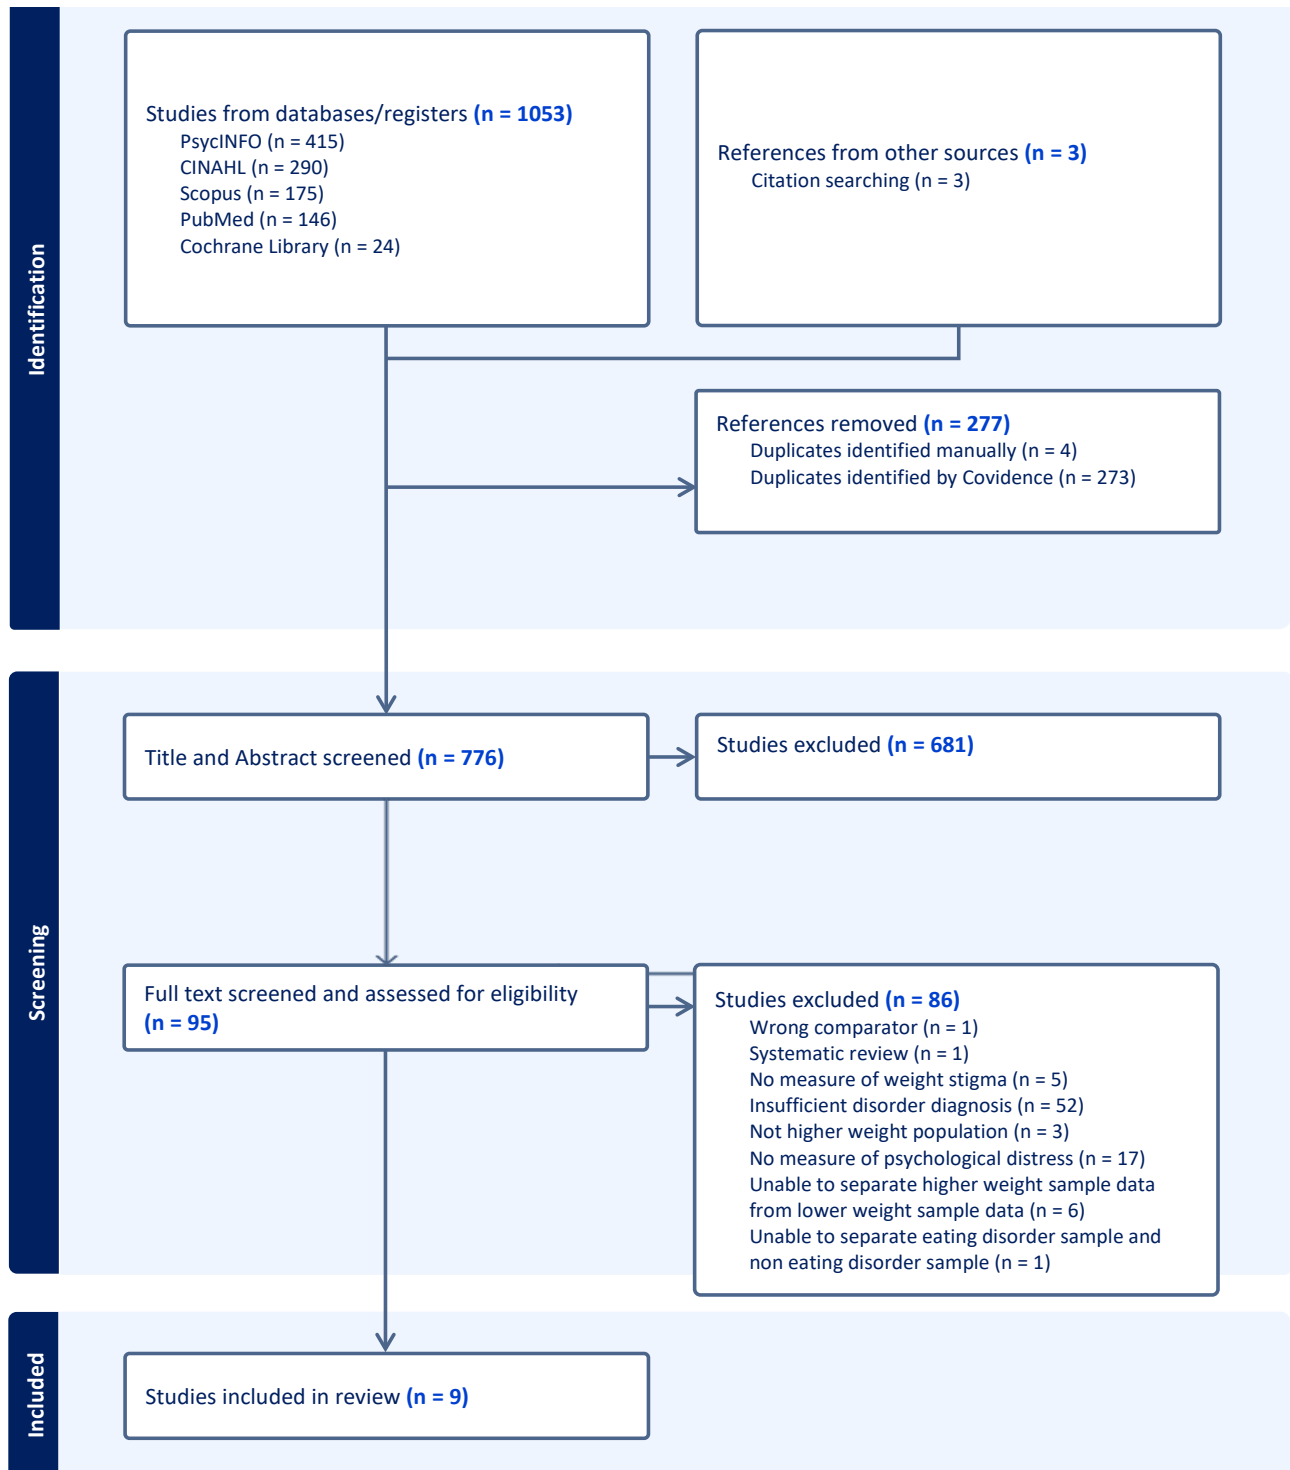 Identification
Studies from databases/registers (n = 1053)
PsycINFO (n = 415)
CINAHL (n = 290)
Scopus (n = 175)
PubMed (n = 146)
Cochrane Library (n = 24)
References from other sources (n = 3)
Citation searching (n = 3)
References removed (n = 277)
Duplicates identified manually (n = 4)
Duplicates identified by Covidence (n = 273)
Screening
Title and Abstract screened (n = 776)
Studies excluded (n = 681)
Full text screened and assessed for eligibility
(n = 95)
Studies excluded (n = 86)
Wrong comparator (n = 1)
Systematic review (n = 1)
No measure of weight stigma (n = 5)
Insufficient disorder diagnosis (n = 52)
Not higher weight population (n = 3)
No measure of psychological distress (n = 17)
Unable to separate higher weight sample data
from lower weight sample data (n = 6)
Unable to separate eating disorder sample and
non eating disorder sample (n = 1)
Included
Studies included in review (n = 9)